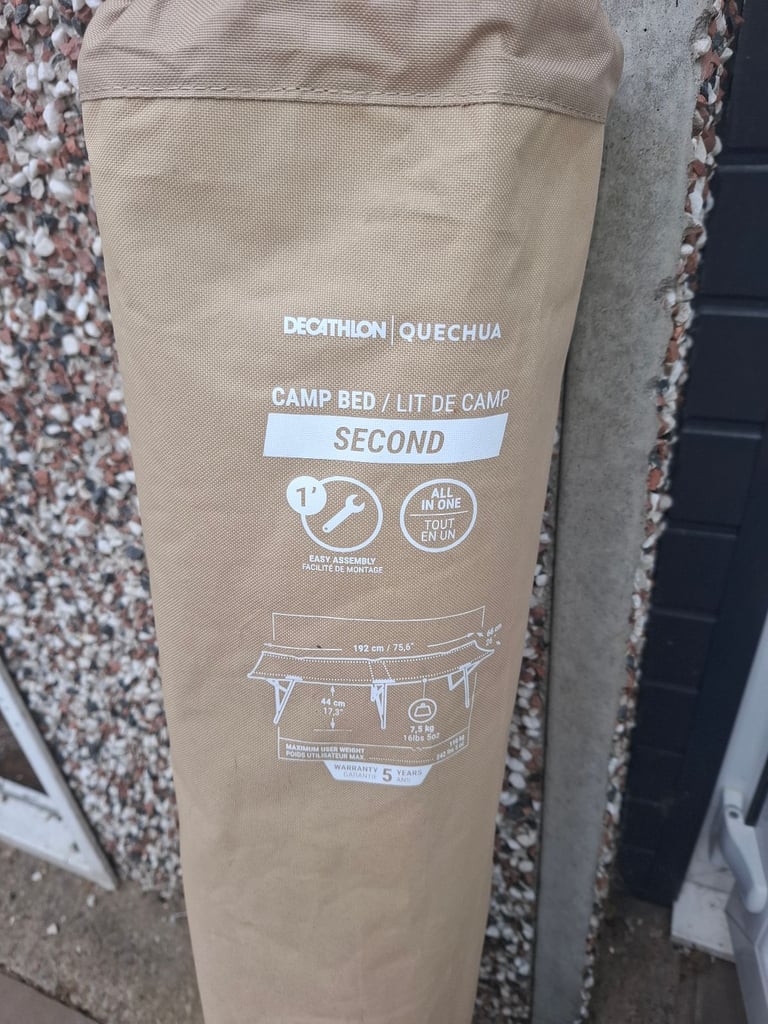 DECATHLON | QUECHUA
CAMP BED / LIT DE CAMP
SECOND
1'
ALL
IN ONE
TOUT
EN UN
EASY ASSEMBLY
FACILITÉ DE MONTAGE
192 cm / 75,6"
44 cm
17,3"
7,5 kg
16lbs 5oz
MAXIMUM USER WEIGHT
POIDS UTILISATEUR MAX.
110 kg
WARRANTY 5 YEARS
GARANTIE ANS